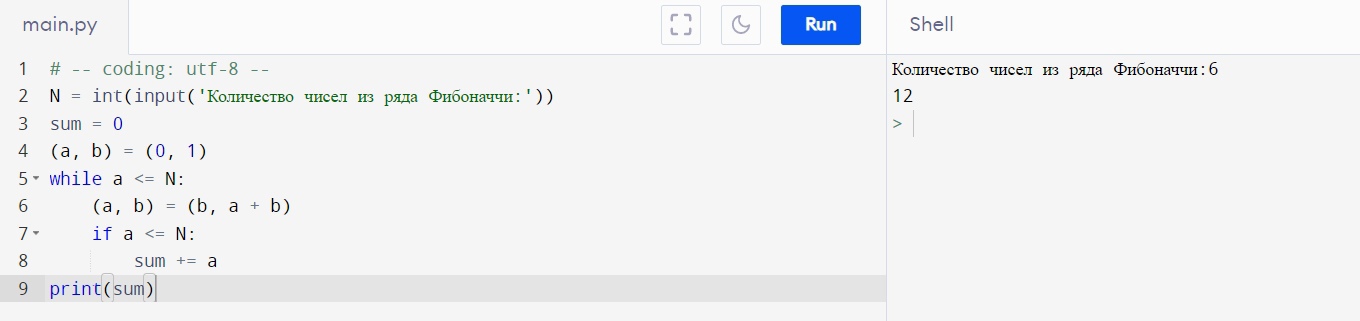 main.py
Run
Shell
1 # -- coding: utf-8 --
2 N = int(input('Количество чисел из ряда Фибоначчи:'))
3 sum = 0
4 (a, b) = (0, 1)
5 while a <= N:
6     (a, b) = (b, a + b)
7     if a <= N:
8         sum += a
9 print(sum)
Количество чисел из ряда Фибоначчи:6
12
>